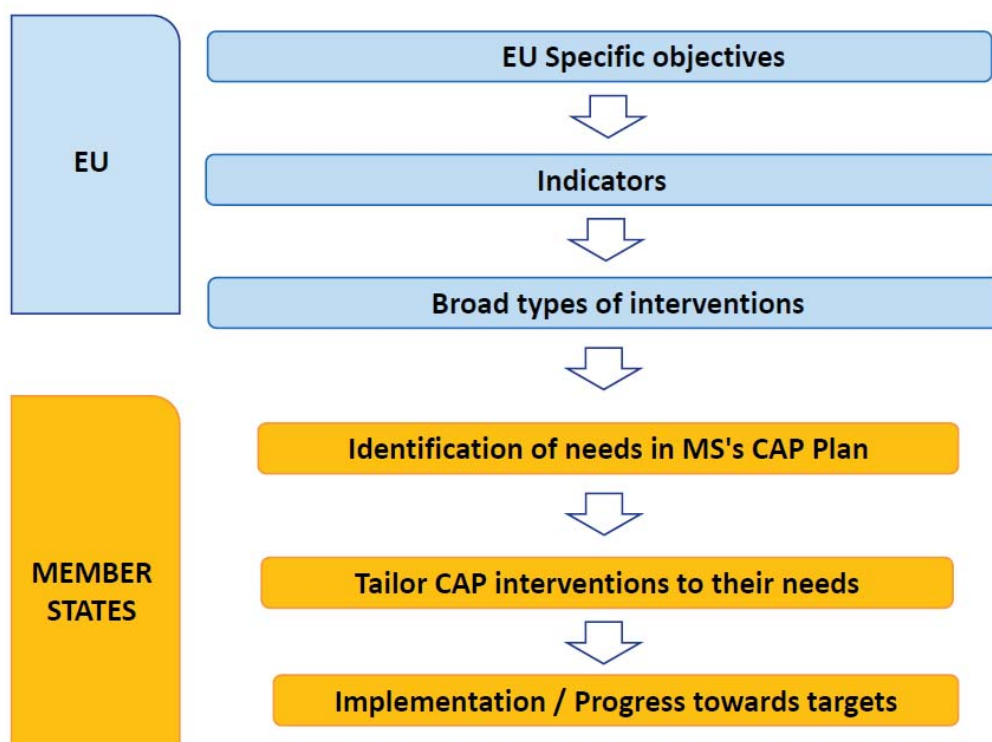 EU
EU Specific objectives
Indicators
Broad types of interventions
MEMBER
STATES
Identification of needs in MS's CAP Plan
Tailor CAP interventions to their needs
Implementation / Progress towards targets